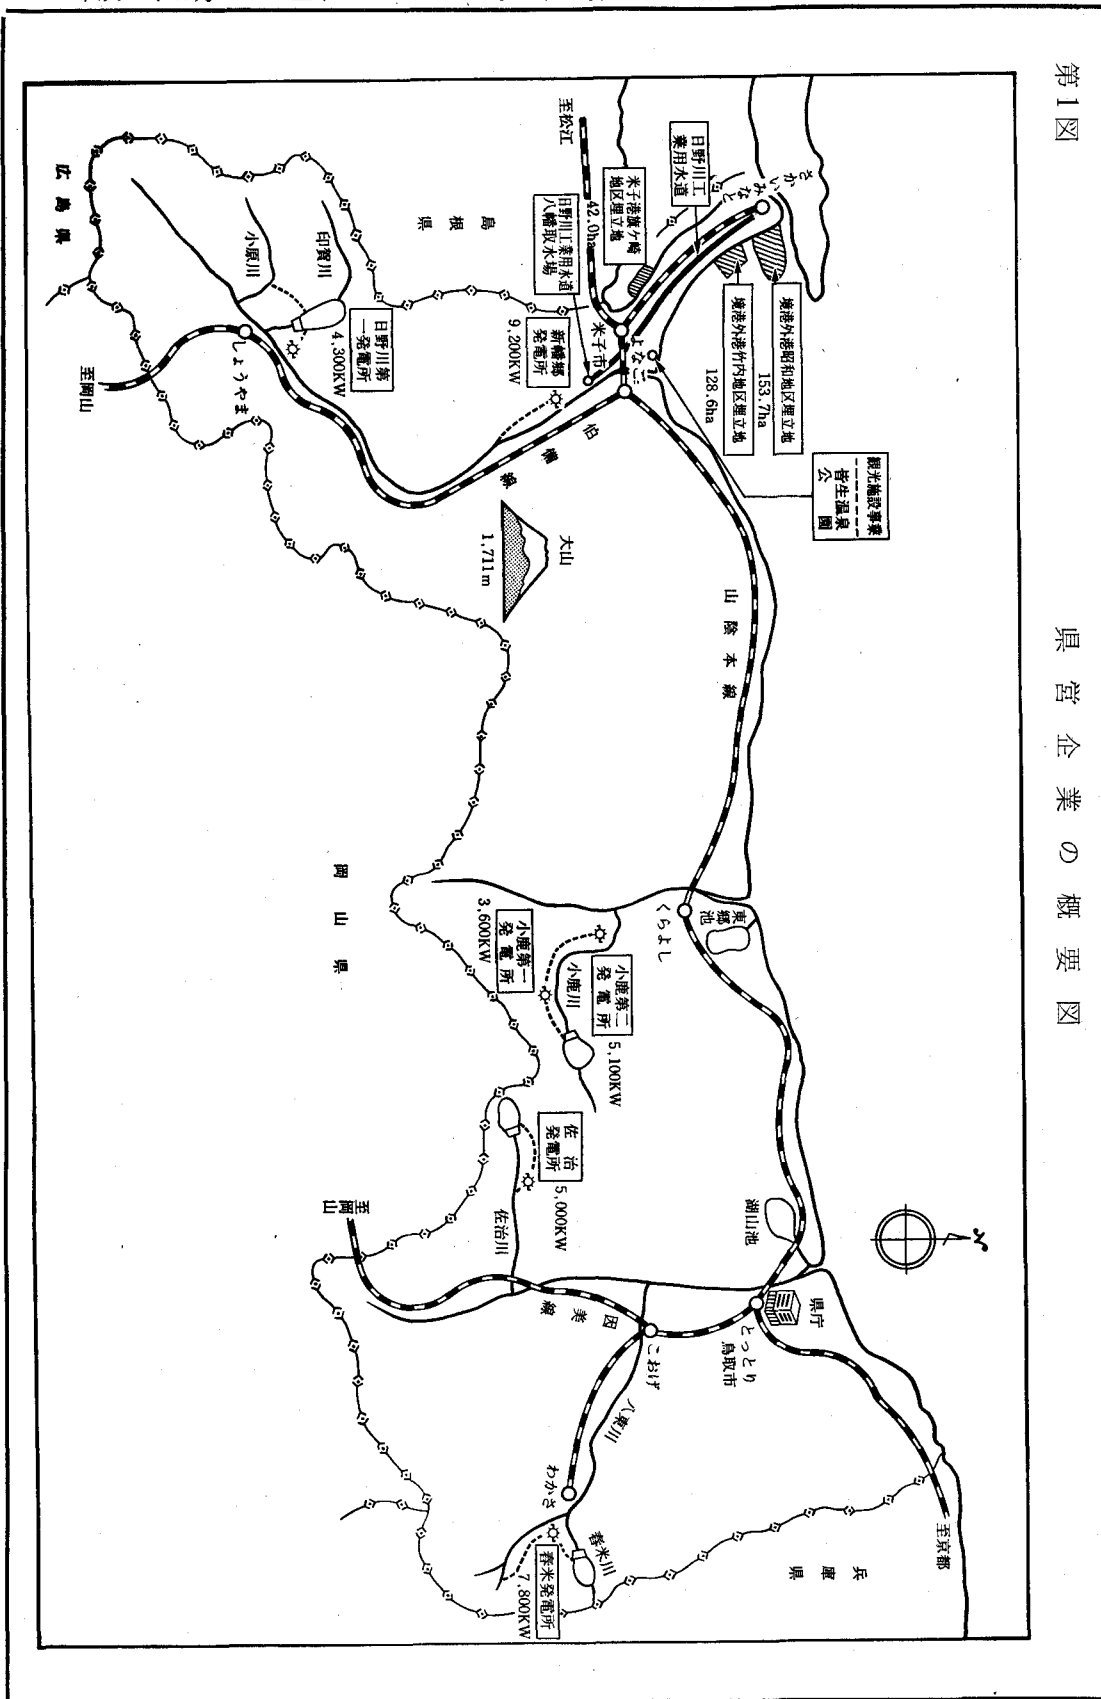 第1図
県営企業の概要図
観光施設事業
皆生温泉
公園
境港外港昭和地区埋立地
153.7ha
境港外港竹内地区埋立地
128.6ha
さかいみなと
日野川工
業用水道
米子港旗ケ崎
地区埋立地
42.0ha
至松江
日野川工業用水道
八幡取水場
よなご
米子市
新幡郷
発電所
9,200KW
島根県
印賀川
小原川
日野川第
一発電所
4,300KW
広島県
しょうやま
至岡山
伯備線
大山
1,711m
山陰本線
くらよし
東郷池
小鹿第二
発電所
5,100KW
小鹿川
小鹿第一
発電所
3,600KW
岡山県
佐治
発電所
5,000KW
佐治川
至岡山
因美線
湖山池
県庁
とっとり
鳥取市
こおげ
八東川
わかさ
春米川
春米発電所
7,800KW
至京都
兵庫県
N